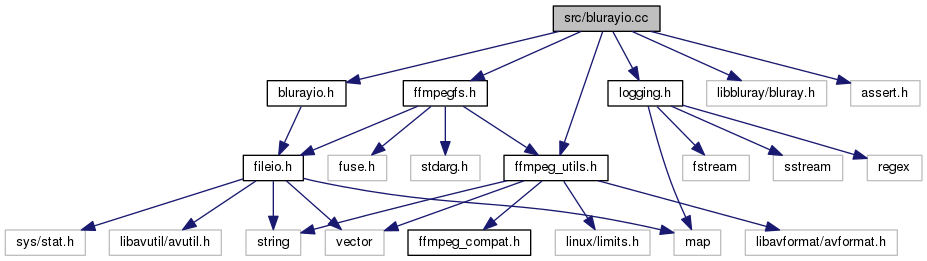 src/blurayio.cc
blurayio.h
ffmpegfs.h
logging.h
libbluray/bluray.h
assert.h
fileio.h
fuse.h
stdarg.h
ffmpeg_utils.h
fstream
sstream
regex
sys/stat.h
libavutil/avutil.h
string
vector
ffmpeg_compat.h
linux/limits.h
map
libavformat/avformat.h